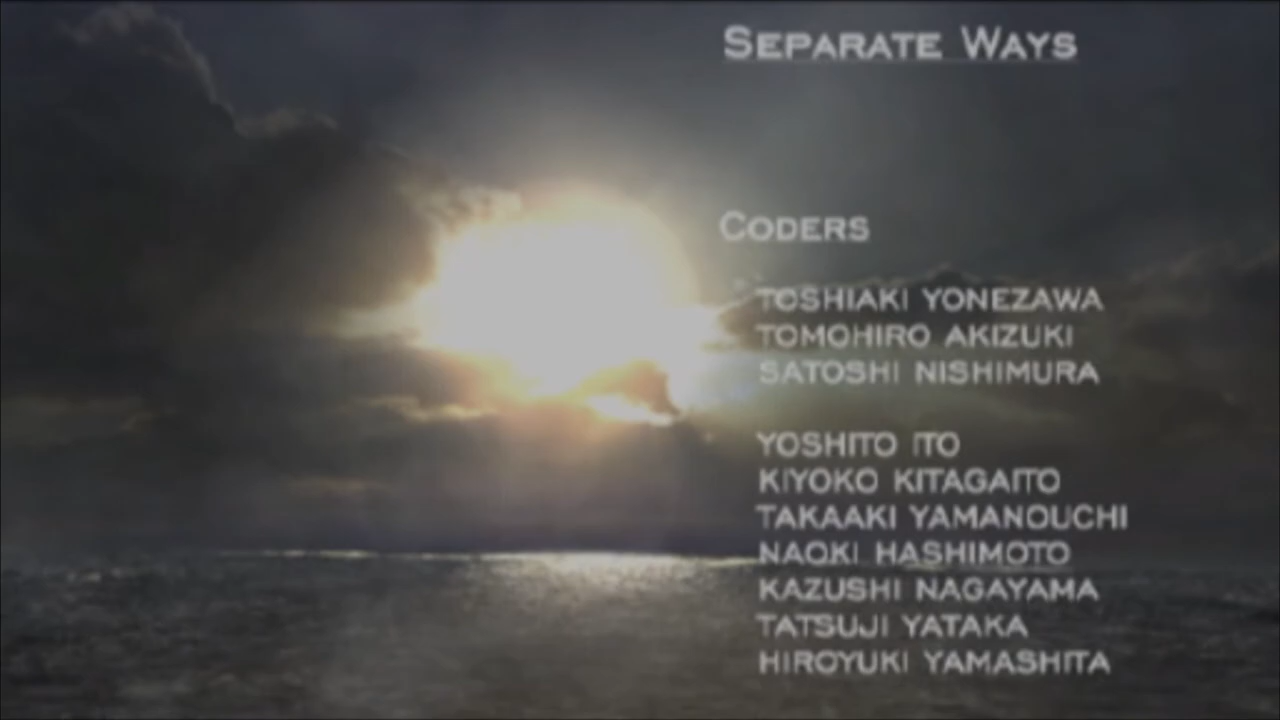 SEPARATE WAYS
CODERS
TOSHIAKI YONEZAWA
TOMOHIRO AKIZUKI
SATOSHI NISHIMURA
YOSHITO ITO
KIYOKO KITAGAITO
TAKAAKI YAMANOUCHI
NAOKI HASHIMOTO
KAZUSHI NAGAYAMA
TATSUJI YATAKA
HIROYUKI YAMASHITA